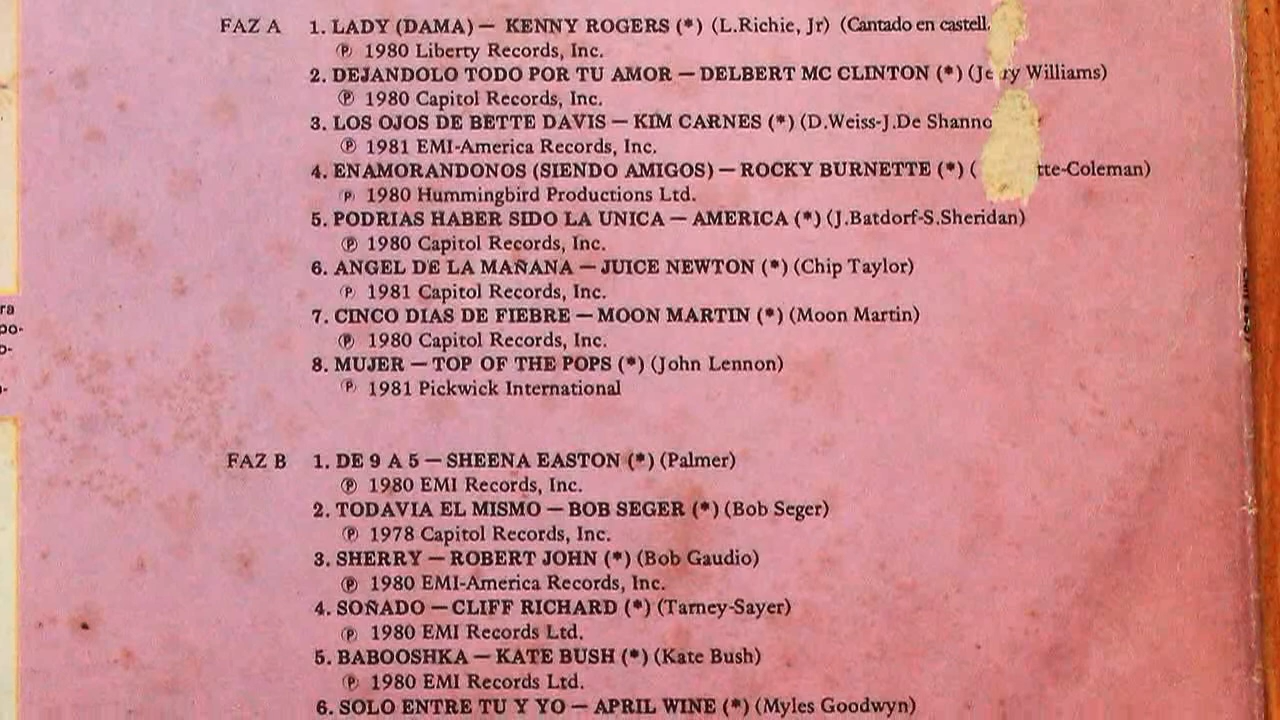 FAZ A 1. LADY (DAMA) — KENNY ROGERS (*) (L.Richie, Jr) (Cantado en castell.
Ⓟ 1980 Liberty Records, Inc.
2. DEJANDOLO TODO POR TU AMOR — DELBERT MC CLINTON (*) (Je ry Williams)
Ⓟ 1980 Capitol Records, Inc.
3. LOS OJOS DE BETTE DAVIS — KIM CARNES (*) (D.Weiss-J.De Shanno
Ⓟ 1981 EMI-America Records, Inc.
4. ENAMORANDONOS (SIENDO AMIGOS) — ROCKY BURNETTE (*) ( tte-Coleman)
Ⓟ 1980 Hummingbird Productions Ltd.
5. PODRIAS HABER SIDO LA UNICA — AMERICA (*) (J.Batdorf-S.Sheridan)
Ⓟ 1980 Capitol Records, Inc.
6. ANGEL DE LA MAÑANA — JUICE NEWTON (*) (Chip Taylor)
Ⓟ 1981 Capitol Records, Inc.
7. CINCO DIAS DE FIEBRE — MOON MARTIN (*) (Moon Martin)
Ⓟ 1980 Capitol Records, Inc.
8. MUJER — TOP OF THE POPS (*) (John Lennon)
Ⓟ 1981 Pickwick International
ra
po-
o-
FAZ B 1. DE 9 A 5 — SHEENA EASTON (*) (Palmer)
Ⓟ 1980 EMI Records, Inc.
2. TODAVIA EL MISMO — BOB SEGER (*) (Bob Seger)
Ⓟ 1978 Capitol Records, Inc.
3. SHERRY — ROBERT JOHN (*) (Bob Gaudio)
Ⓟ 1980 EMI-America Records, Inc.
4. SOÑADO — CLIFF RICHARD (*) (Tarney-Sayer)
Ⓟ 1980 EMI Records Ltd.
5. BABOOSHKA — KATE BUSH (*) (Kate Bush)
Ⓟ 1980 EMI Records Ltd.
6. SOLO ENTRE TU Y YO — APRIL WINE (*) (Myles Goodwyn)